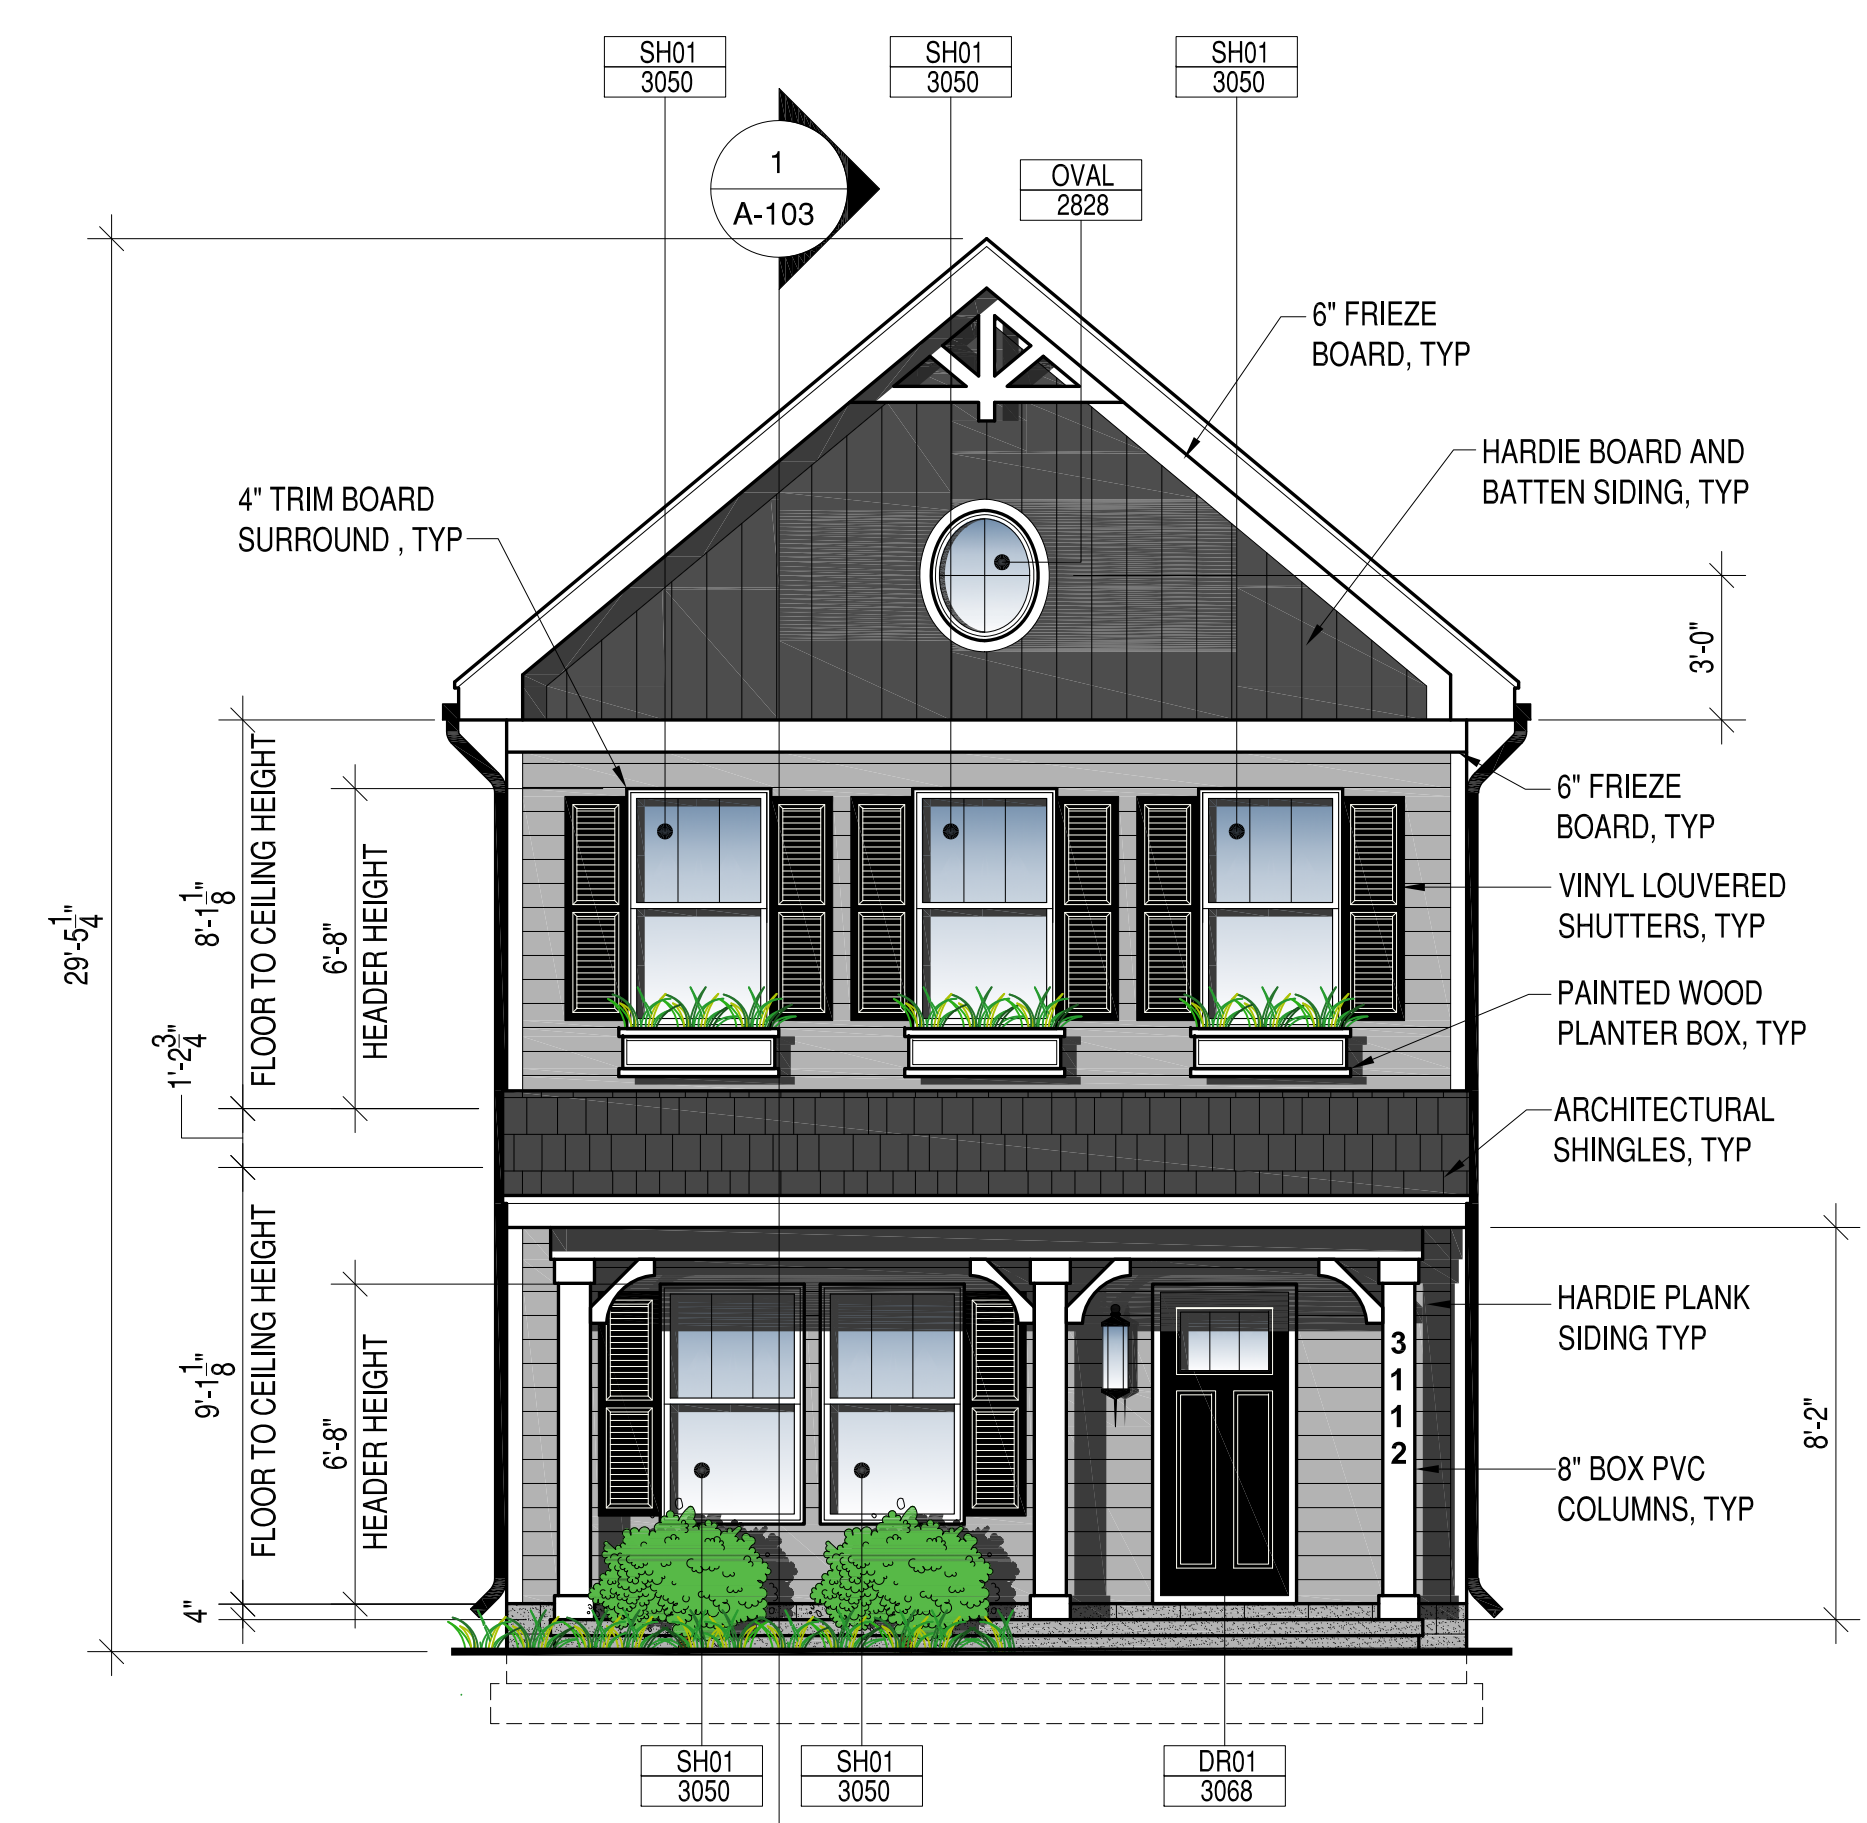 SH01
3050
SH01
3050
SH01
3050
1
A-103
OVAL
2828
6" FRIEZE
BOARD, TYP
HARDIE BOARD AND
BATTEN SIDING, TYP
4" TRIM BOARD
SURROUND , TYP
3'-0"
6" FRIEZE
BOARD, TYP
VINYL LOUVERED
SHUTTERS, TYP
PAINTED WOOD
PLANTER BOX, TYP
ARCHITECTURAL
SHINGLES, TYP
HARDIE PLANK
SIDING TYP
8" BOX PVC
COLUMNS, TYP
8'-2"
29'-5 1/4"
8'-1 1/8"
FLOOR TO CEILING HEIGHT
6'-8"
HEADER HEIGHT
1'-2 3/4"
9'-1 1/8"
FLOOR TO CEILING HEIGHT
6'-8"
HEADER HEIGHT
4"
3
1
1
2
SH01
3050
SH01
3050
DR01
3068